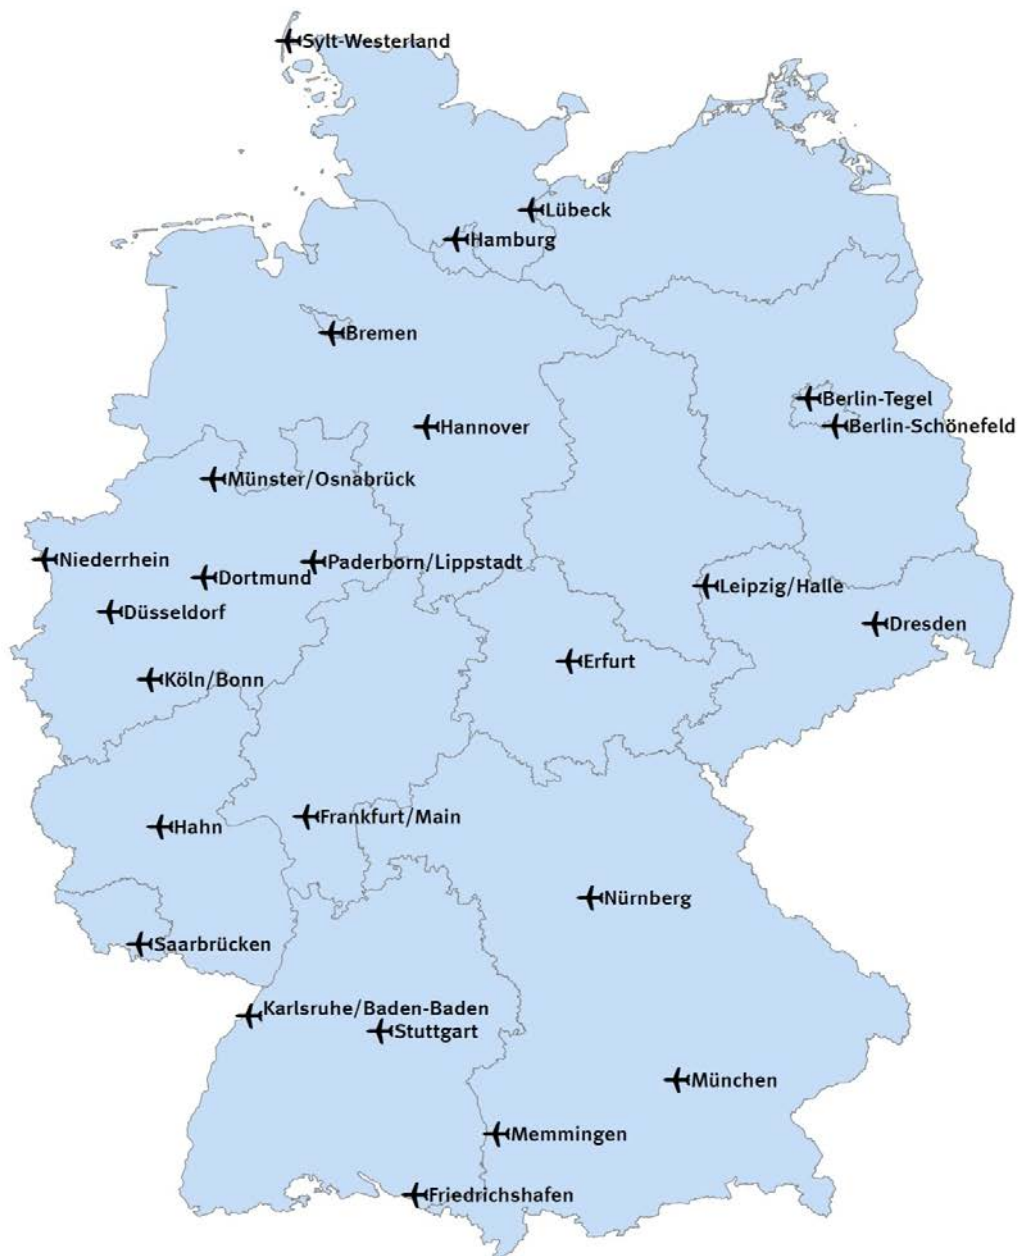 Sylt-Westerland
Lübeck
Hamburg
Bremen
Berlin-Tegel
Berlin-Schönefeld
Hannover
Münster/Osnabrück
Niederrhein
Paderborn/Lippstadt
Dortmund
Leipzig/Halle
Düsseldorf
Dresden
Erfurt
Köln/Bonn
Frankfurt/Main
Hahn
Nürnberg
Saarbrücken
Karlsruhe/Baden-Baden
Stuttgart
München
Memmingen
Friedrichshafen